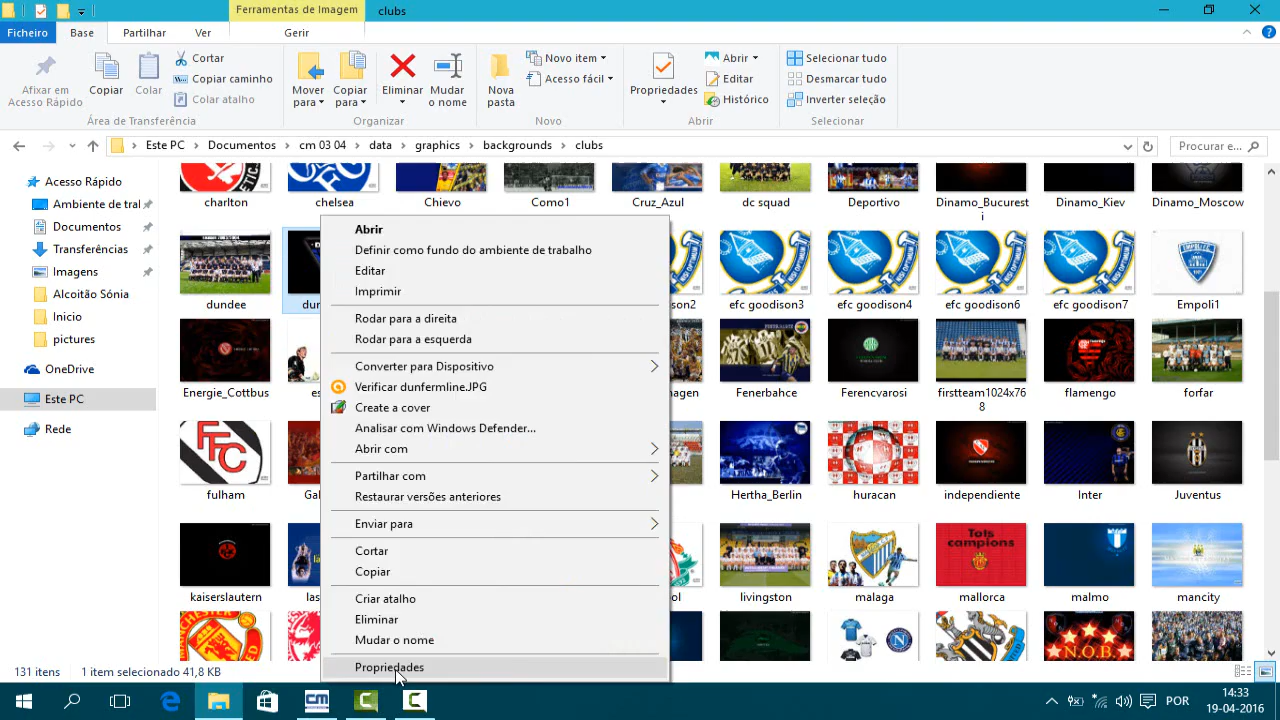 Ferramentas de Imagem
clubs
Ficheiro
Base
Partilhar
Ver
Gerir
Afixar em
Acesso Rápido
Copiar
Colar
Cortar
Copiar caminho
Colar atalho
Área de Transferência
Mover
para
Copiar
para
Eliminar
Mudar
o nome
Organizar
Nova
pasta
Novo item
Acesso fácil
Novo
Propriedades
Abrir
Editar
Histórico
Abrir
Selecionar tudo
Desmarcar tudo
Inverter seleção
Selecionar
Este PC
Documentos
cm 03 04
data
graphics
backgrounds
clubs
Procurar e...
Acesso Rápido
Ambiente de tral
Documentos
Transferências
Imagens
Alcoitão Sónia
Inicio
pictures
OneDrive
Este PC
Rede
charlton
chelsea
Chievo
Como1
Cruz_Azul
dc squad
Deportivo
Dinamo_Bucuresti
Dinamo_Kiev
Dinamo_Moscow
dundee
efc goodison3
efc goodison4
efc goodison6
efc goodison7
Empoli1
Energie_Cottbus
Fenerbahce
Ferencvarosi
firstteam1024x768
flamengo
forfar
fulham
Hertha_Berlin
huracan
independiente
Inter
Juventus
kaiserslautern
livingston
malaga
Tots
campions
mallorca
malmo
mancity
N.O.B.
Abrir
Definir como fundo do ambiente de trabalho
Editar
Imprimir
Rodar para a direita
Rodar para a esquerda
Converter para Dispositivo
Verificar dunfermline.JPG
Create a cover
Analisar com Windows Defender...
Abrir com
Partilhar com
Restaurar versões anteriores
Enviar para
Cortar
Copiar
Criar atalho
Eliminar
Mudar o nome
Propriedades
131 itens
1 item selecionado 41,8 KB
POR
14:33
19-04-2016